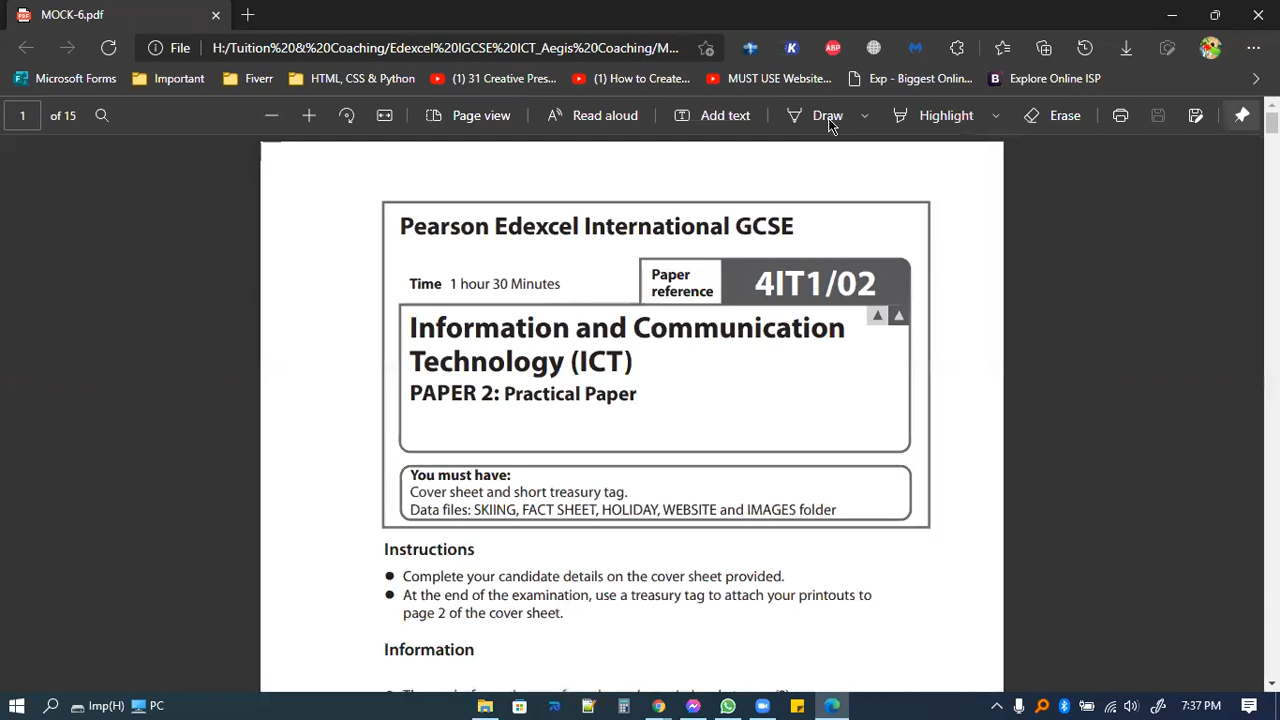 MOCK-6.pdf
File
H:/Tuition%20&%20Coaching/Edexcel%20IGCSE%20ICT_Aegis%20Coaching/M...
Microsoft Forms
Important
Fiverr
HTML, CSS & Python
(1) 31 Creative Pres...
(1) How to Create...
MUST USE Website...
Exp - Biggest Onlin...
Explore Online ISP
1 of 15
Page view
Read aloud
Add text
Draw
Highlight
Erase
Pearson Edexcel International GCSE
Time 1 hour 30 Minutes
Paper
reference
4IT1/02
Information and Communication
Technology (ICT)
PAPER 2: Practical Paper
You must have:
Cover sheet and short treasury tag.
Data files: SKIING, FACT SHEET, HOLIDAY, WEBSITE and IMAGES folder
Instructions
● Complete your candidate details on the cover sheet provided.
● At the end of the examination, use a treasury tag to attach your printouts to
page 2 of the cover sheet.
Information
Imp(H)
PC
7:37 PM